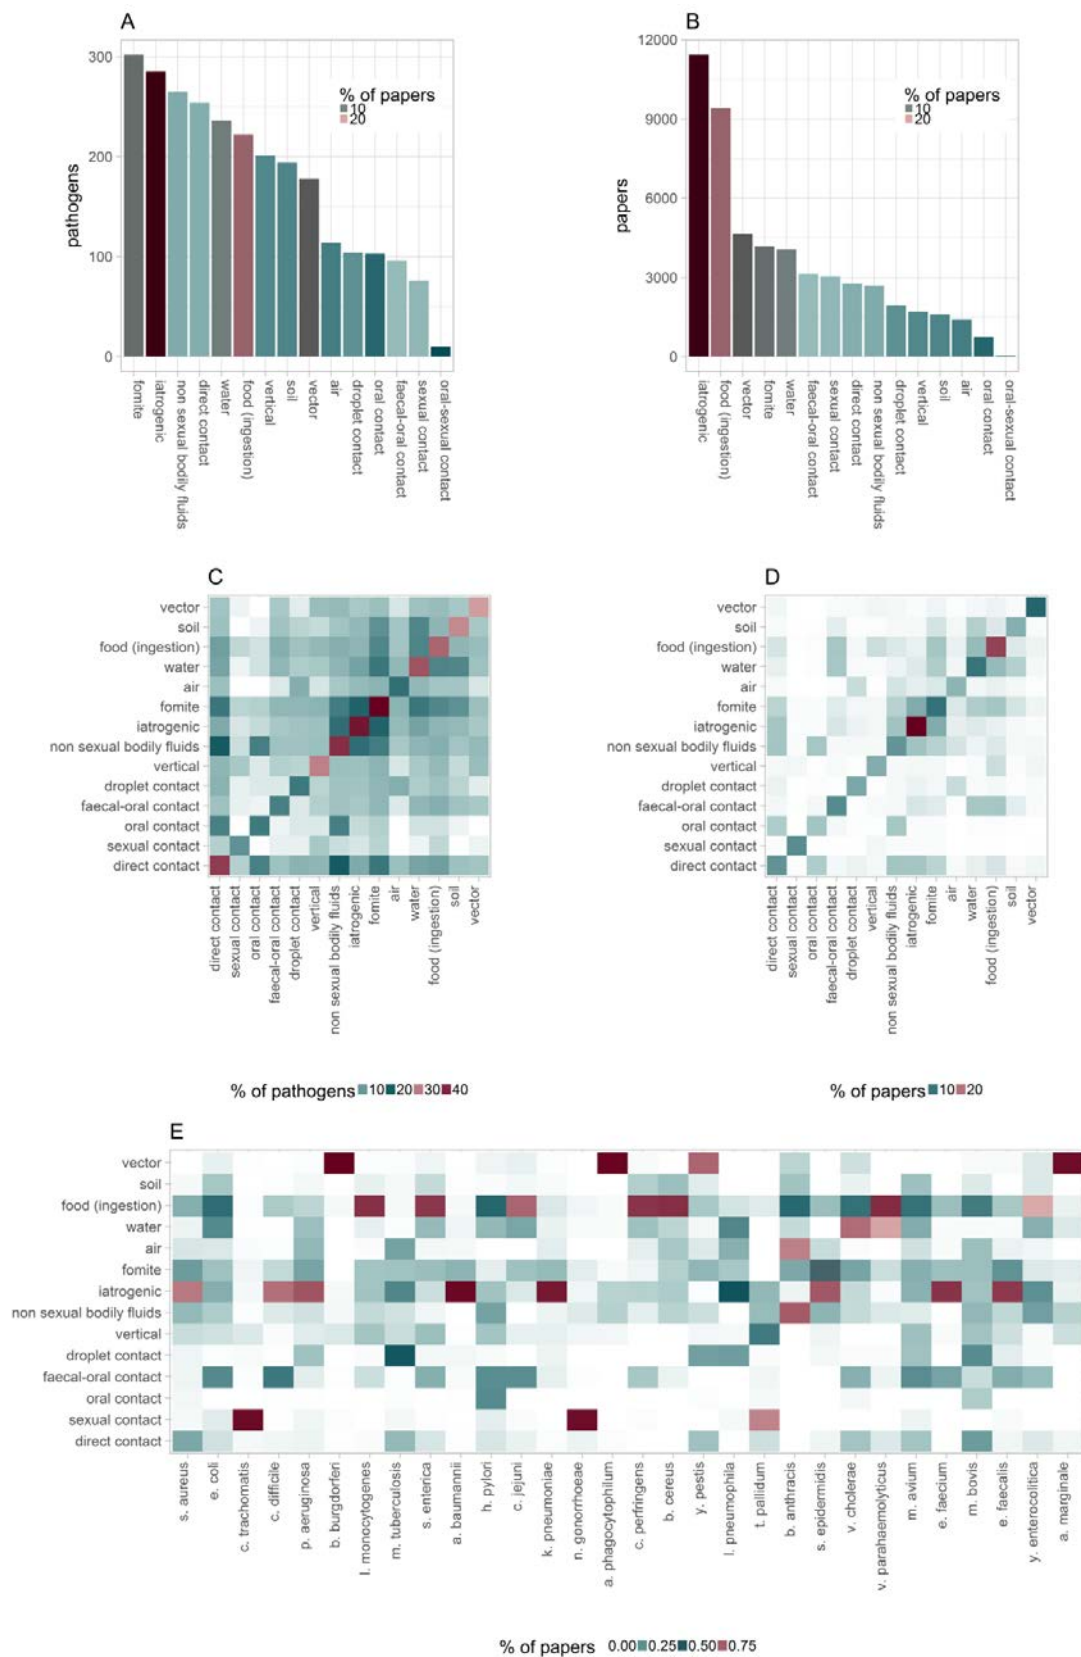 A
300
200
100
0
pathogens
% of papers
10
20
fomite
iatrogenic
non sexual bodily fluids
direct contact
water
food (ingestion)
vertical
soil
vector
air
droplet contact
oral contact
faecal-oral contact
sexual contact
oral-sexual contact
B
12000
9000
6000
3000
0
papers
% of papers
10
20
iatrogenic
food (ingestion)
vector
fomite
water
faecal-oral contact
sexual contact
direct contact
non sexual bodily fluids
droplet contact
vertical
soil
air
oral contact
oral-sexual contact
C
vector
soil
food (ingestion)
water
air
fomite
iatrogenic
non sexual bodily fluids
vertical
droplet contact
faecal-oral contact
oral contact
sexual contact
direct contact
direct contact
sexual contact
oral contact
faecal-oral contact
droplet contact
vertical
non sexual bodily fluids
iatrogenic
fomite
air
water
food (ingestion)
soil
vector
% of pathogens 10 20 30 40
D
vector
soil
food (ingestion)
water
air
fomite
iatrogenic
non sexual bodily fluids
vertical
droplet contact
faecal-oral contact
oral contact
sexual contact
direct contact
direct contact
sexual contact
oral contact
faecal-oral contact
droplet contact
vertical
non sexual bodily fluids
iatrogenic
fomite
air
water
food (ingestion)
soil
vector
% of papers 10 20
E
vector
soil
food (ingestion)
water
air
fomite
iatrogenic
non sexual bodily fluids
vertical
droplet contact
faecal-oral contact
oral contact
sexual contact
direct contact
s. aureus
e. coli
c. trachomatis
c. difficile
p. aeruginosa
b. burgdorferi
l. monocytogenes
m. tuberculosis
s. enterica
a. baumannii
h. pylori
c. jejuni
k. pneumoniae
n. gonorrhoeae
a. phagocytophilum
c. perfringens
b. cereus
y. pestis
l. pneumophila
t. pallidum
b. anthracis
s. epidermidis
v. cholerae
v. parahaemolyticus
m. avium
e. faecium
m. bovis
e. faecalis
y. enterocolitica
a. marginale
% of papers 0.00 0.25 0.50 0.75